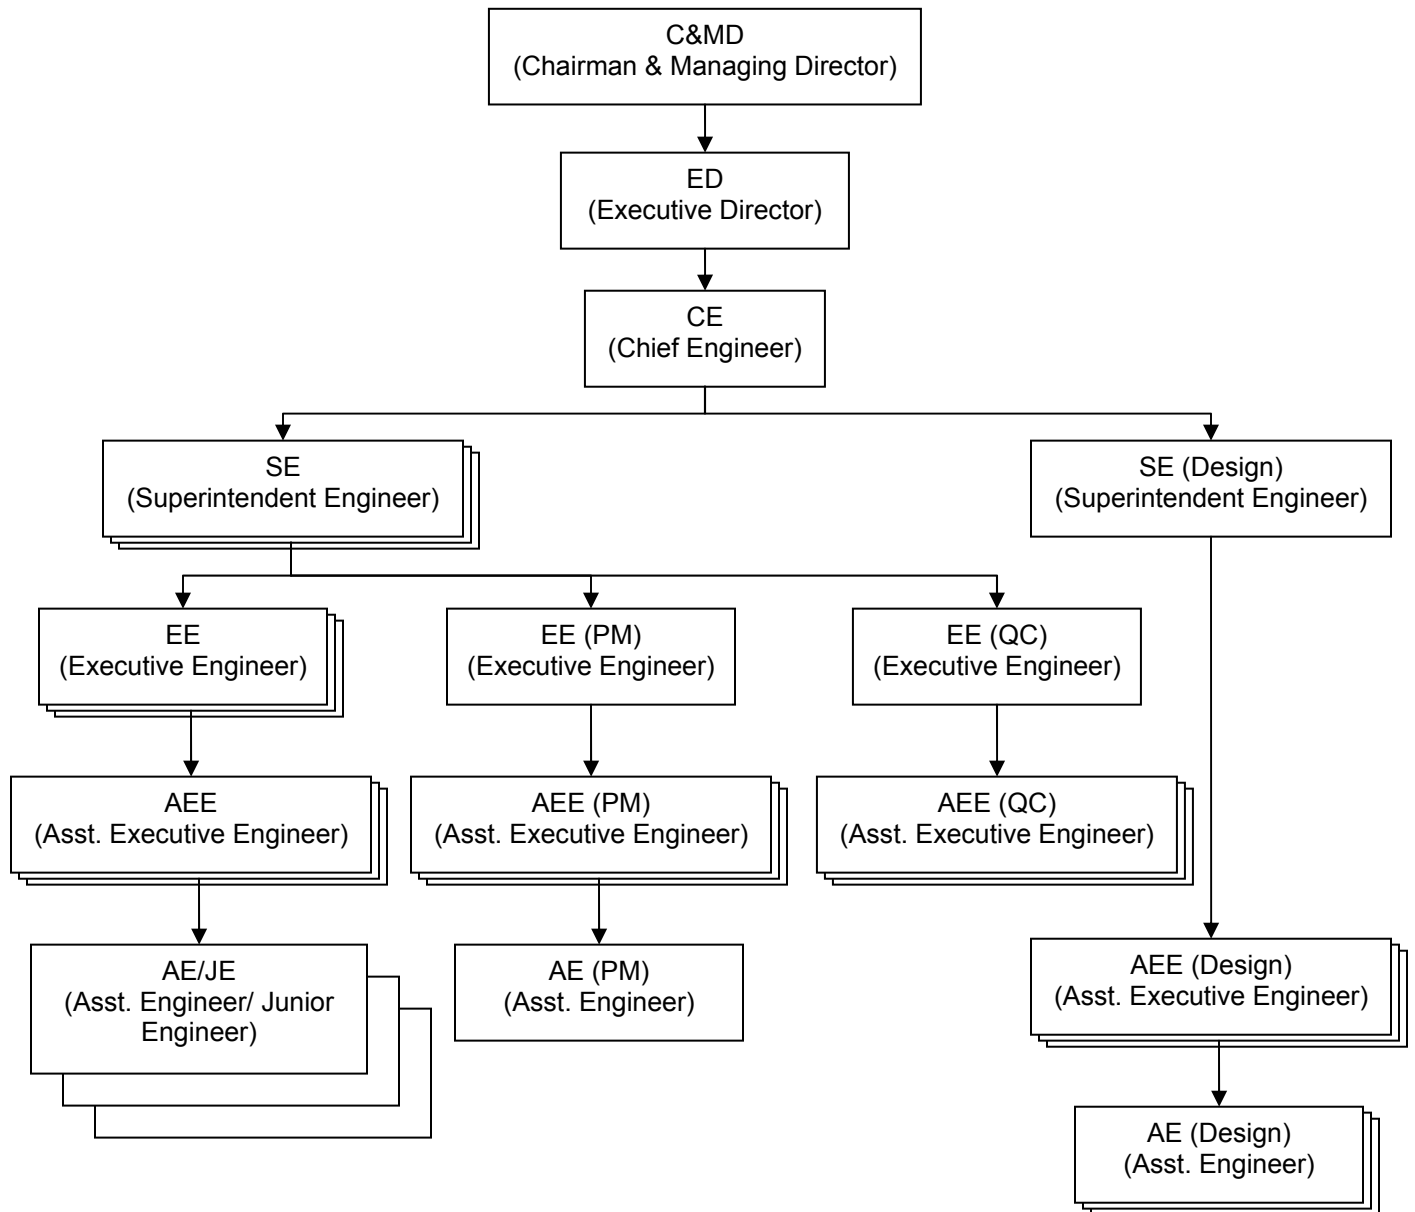 C&MD
(Chairman & Managing Director)
ED
(Executive Director)
CE
(Chief Engineer)
SE
(Superintendent Engineer)
SE (Design)
(Superintendent Engineer)
EE
(Executive Engineer)
EE (PM)
(Executive Engineer)
EE (QC)
(Executive Engineer)
AEE
(Asst. Executive Engineer)
AEE (PM)
(Asst. Executive Engineer)
AEE (QC)
(Asst. Executive Engineer)
AE/JE
(Asst. Engineer/ Junior
Engineer)
AE (PM)
(Asst. Engineer)
AEE (Design)
(Asst. Executive Engineer)
AE (Design)
(Asst. Engineer)